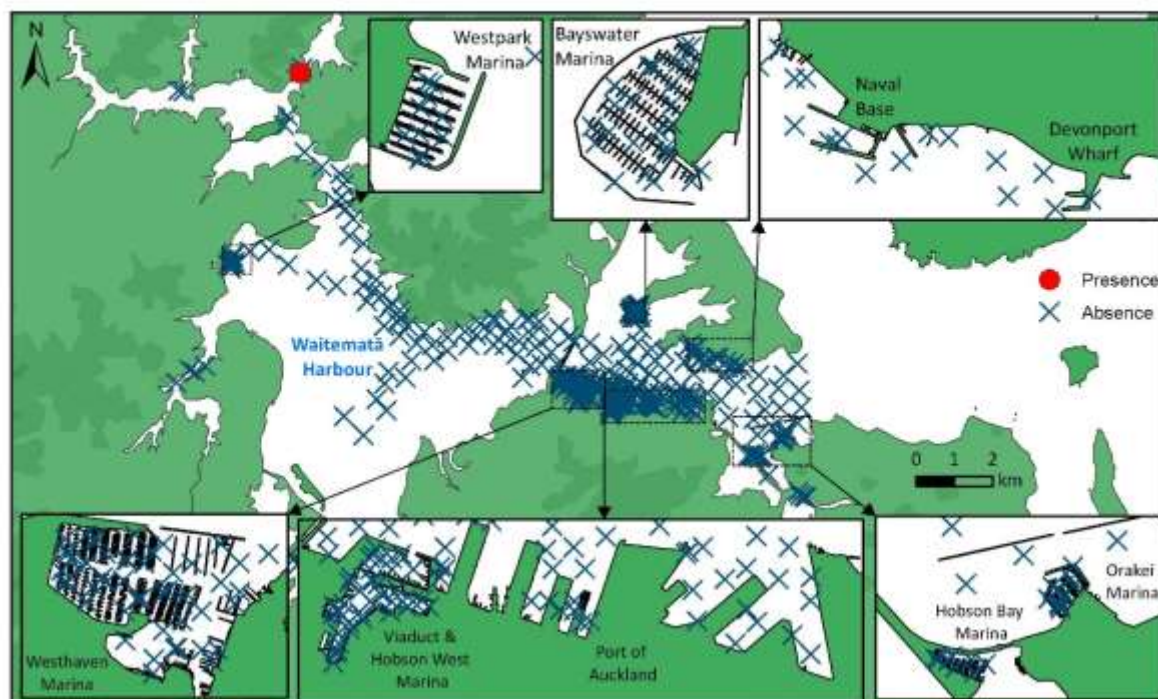 N
Westpark
Marina
Bayswater
Marina
Naval
Base
Devonport
Wharf
Presence
Absence
Waitematā
Harbour
0 1 2
km
Westhaven
Marina
Viaduct &
Hobson West
Marina
Port of
Auckland
Hobson Bay
Marina
Orakei
Marina